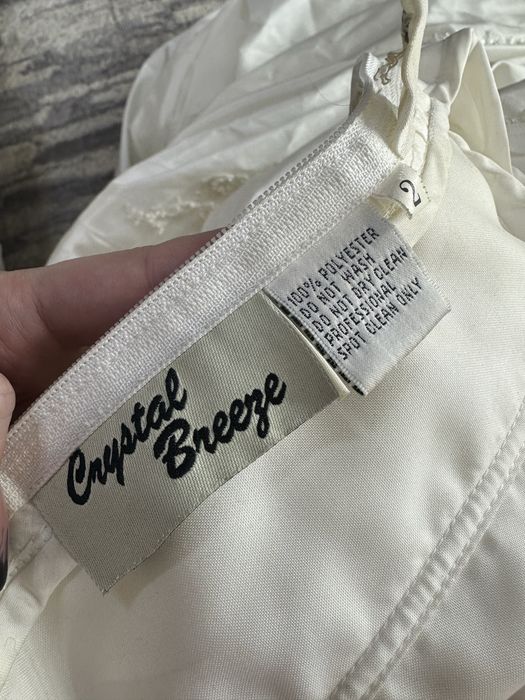 2
100% POLYESTER
DO NOT WASH
DO NOT DRY CLEAN
PROFESSIONAL
SPOT CLEAN ONLY
Crystal
Breeze